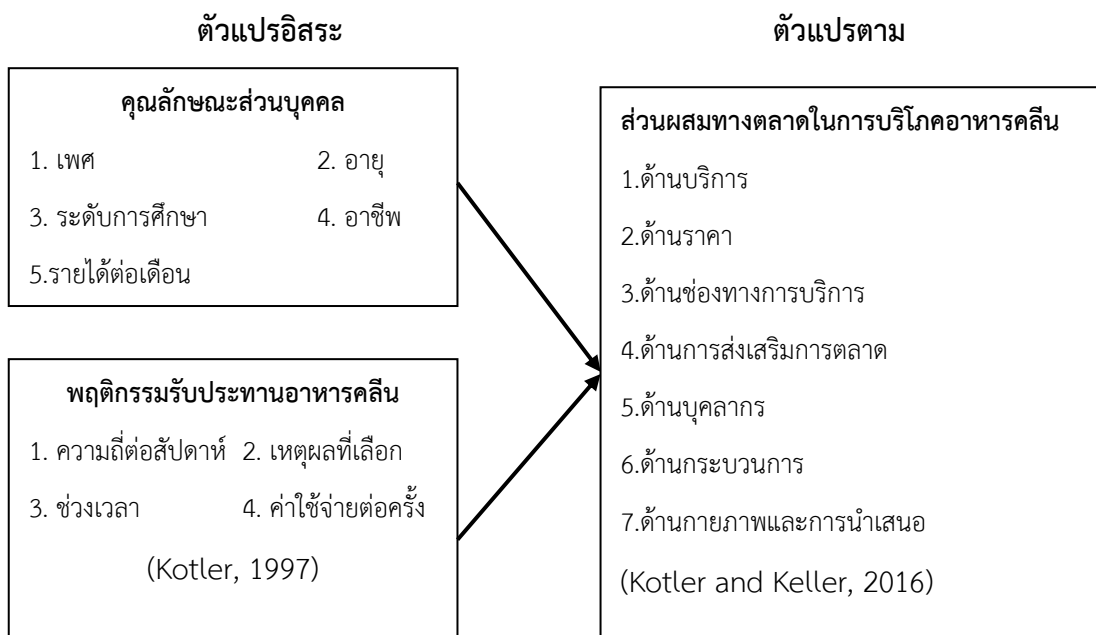 ตัวแปรอิสระ
คุณลักษณะส่วนบุคคล
1. เพศ 2. อายุ
3. ระดับการศึกษา 4. อาชีพ
5.รายได้ต่อเดือน
พฤติกรรมรับประทานอาหารคลีน
1. ความถี่ต่อสัปดาห์ 2. เหตุผลที่เลือก
3. ช่วงเวลา 4. ค่าใช้จ่ายต่อครั้ง
(Kotler, 1997)
ตัวแปรตาม
ส่วนผสมทางตลาดในการบริโภคอาหารคลีน
1.ด้านบริการ
2.ด้านราคา
3.ด้านช่องทางการบริการ
4.ด้านการส่งเสริมการตลาด
5.ด้านบุคลากร
6.ด้านกระบวนการ
7.ด้านกายภาพและการนำเสนอ
(Kotler and Keller, 2016)